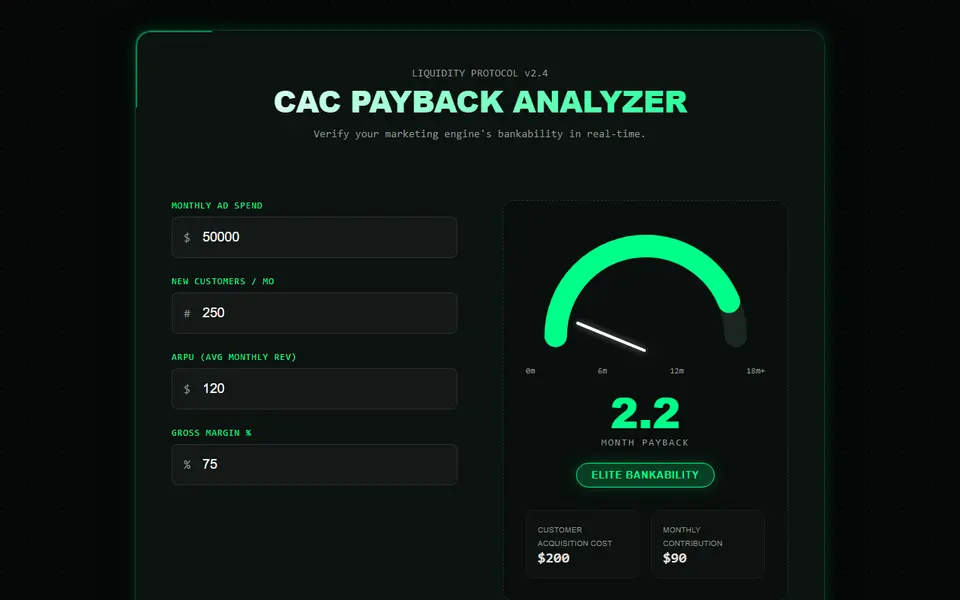 LIQUIDITY PROTOCOL v2.4
CAC PAYBACK ANALYZER
Verify your marketing engine's bankability in real-time.
MONTHLY AD SPEND
$ 50000
NEW CUSTOMERS / MO
# 250
ARPU (AVG MONTHLY REV)
$ 120
GROSS MARGIN %
% 75
0m 6m 12m 18m+
2.2
MONTH PAYBACK
ELITE BANKABILITY
CUSTOMER
ACQUISITION COST
$200
MONTHLY
CONTRIBUTION
$90